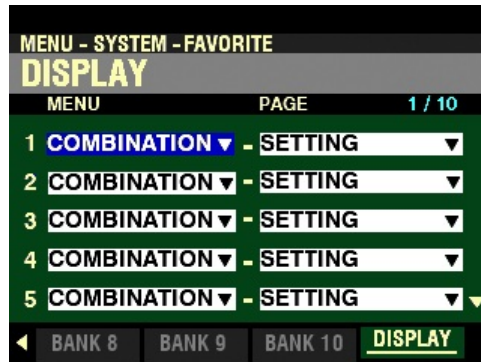 MENU - SYSTEM - FAVORITE
DISPLAY
MENU PAGE 1 / 10
1 COMBINATION ▼ - SETTING ▼
2 COMBINATION ▼ - SETTING ▼
3 COMBINATION ▼ - SETTING ▼
4 COMBINATION ▼ - SETTING ▼
5 COMBINATION ▼ - SETTING ▼
BANK 8 BANK 9 BANK 10 DISPLAY